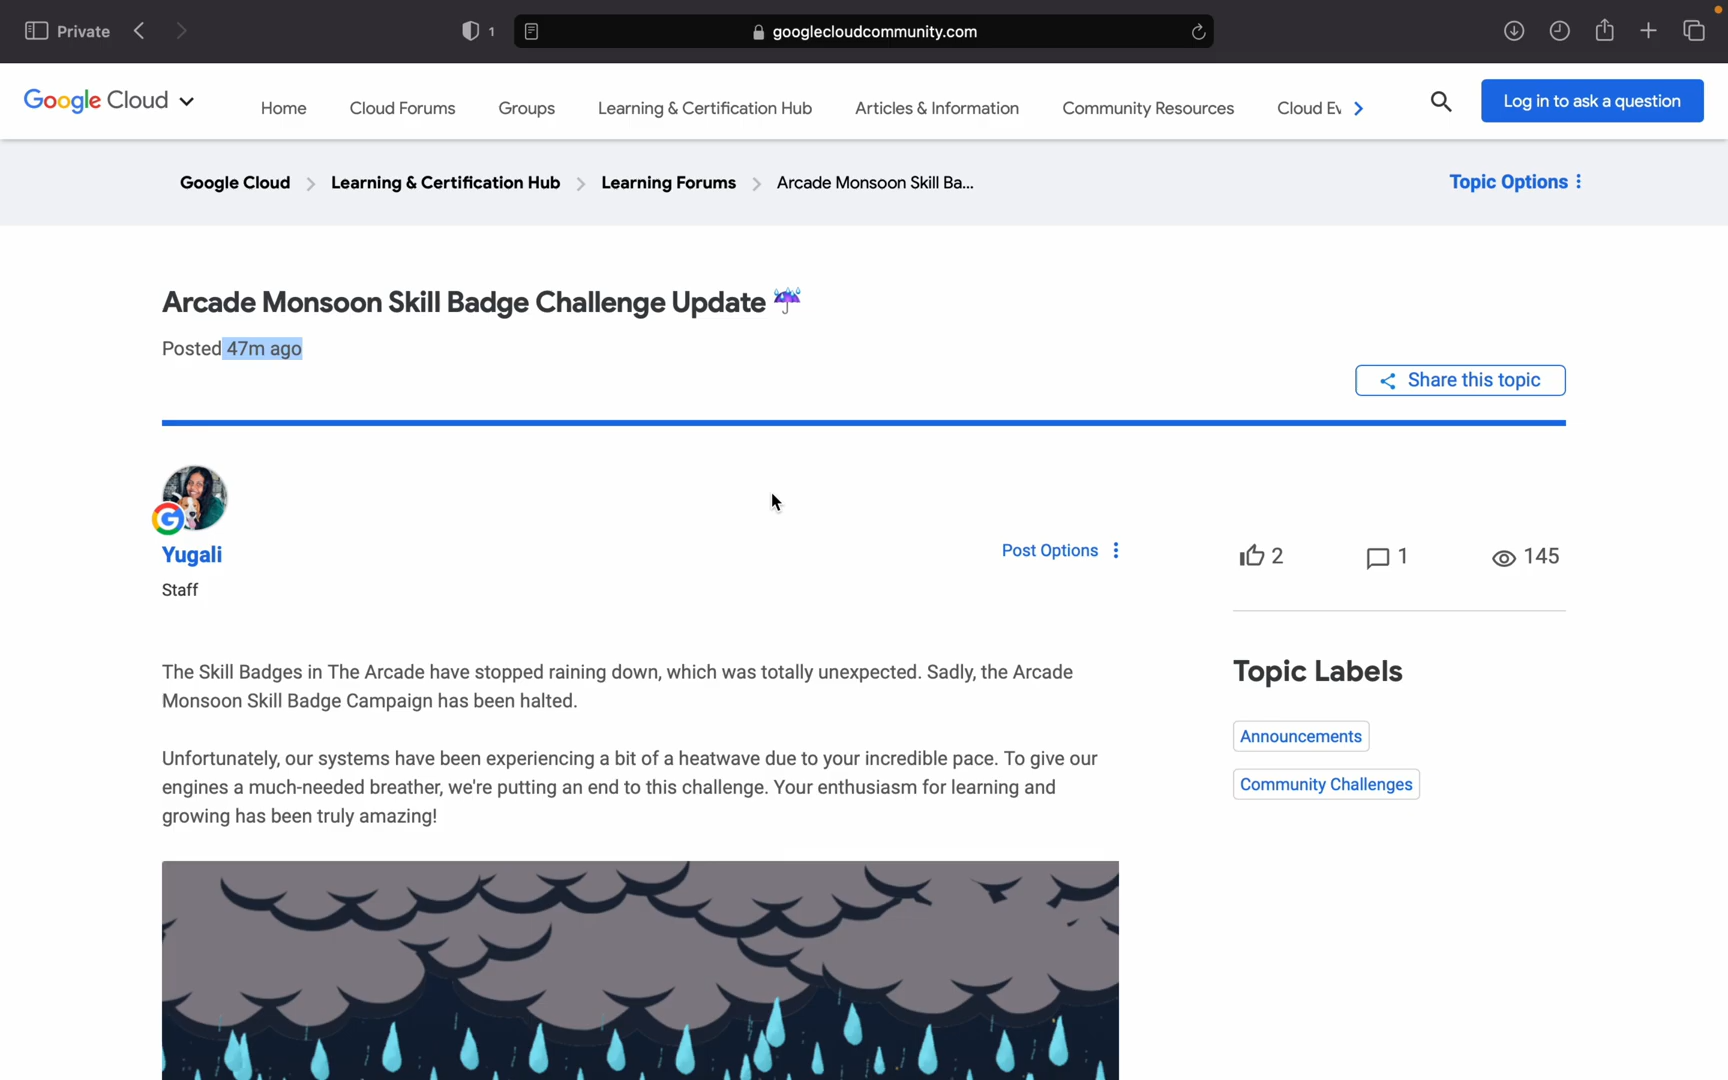 Private
1
googlecloudcommunity.com
Google Cloud
Home
Cloud Forums
Groups
Learning & Certification Hub
Articles & Information
Community Resources
Cloud Ev
Log in to ask a question
Google Cloud
Learning & Certification Hub
Learning Forums
Arcade Monsoon Skill Ba...
Topic Options
Arcade Monsoon Skill Badge Challenge Update ☔
Posted 47m ago
Share this topic
G
Yugali
Staff
Post Options
2
1
145
The Skill Badges in The Arcade have stopped raining down, which was totally unexpected. Sadly, the Arcade
Monsoon Skill Badge Campaign has been halted.
Unfortunately, our systems have been experiencing a bit of a heatwave due to your incredible pace. To give our
engines a much-needed breather, we're putting an end to this challenge. Your enthusiasm for learning and
growing has been truly amazing!
Topic Labels
Announcements
Community Challenges